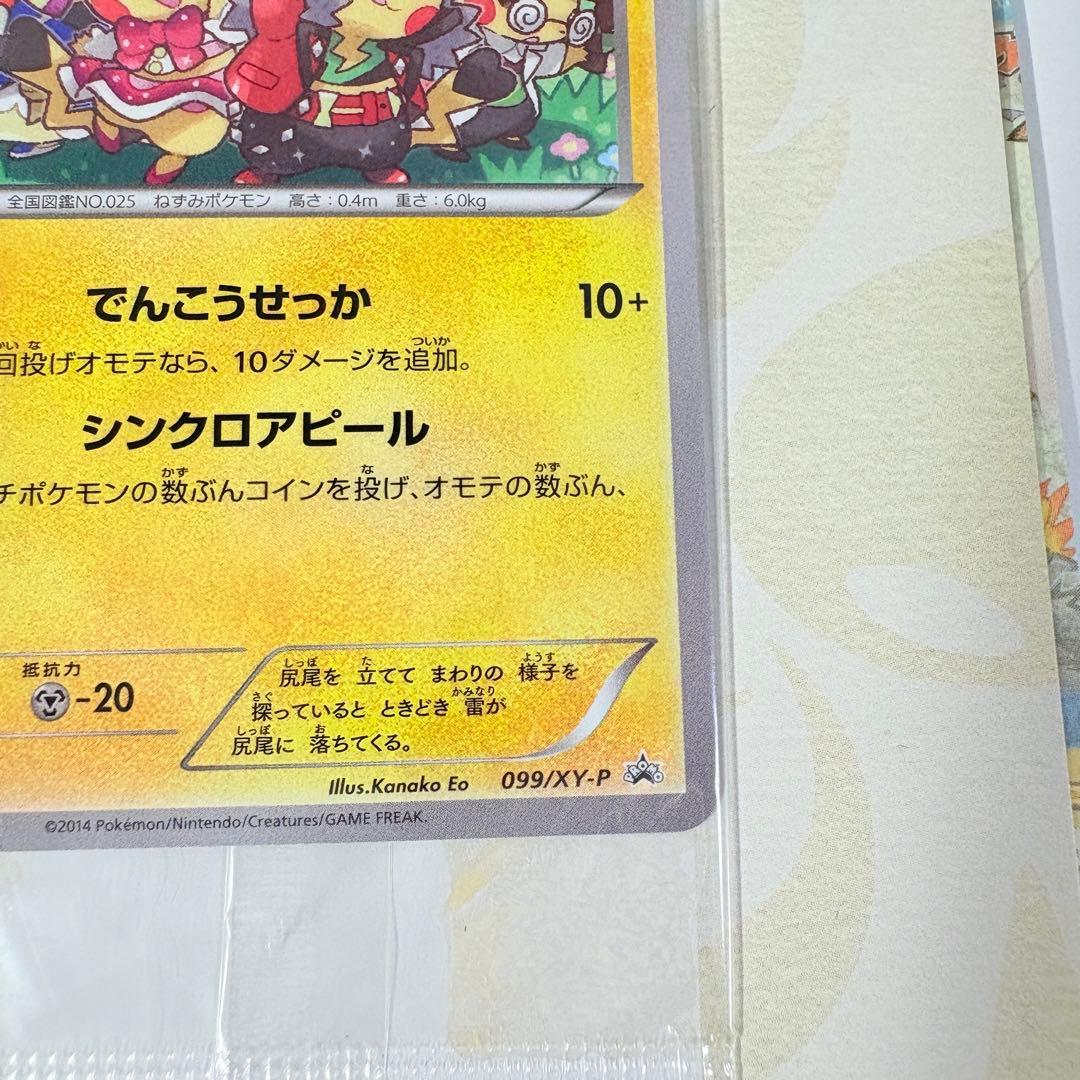 全国図鑑NO.025 ねずみポケモン 高さ:0.4m 重さ:6.0kg
でんこうせっか 10+
回投げオモテなら、10ダメージを追加。
シンクロアピール
チポケモンの数ぶんコインを投げ、オモテの数ぶん、
抵抗力
-20
尻尾を 立てて まわりの 様子を
探っていると ときどき 雷が
尻尾に 落ちてくる。
Illus.Kanako Eo 099/XY-P PROMO
©2014 Pokémon/Nintendo/Creatures/GAME FREAK.